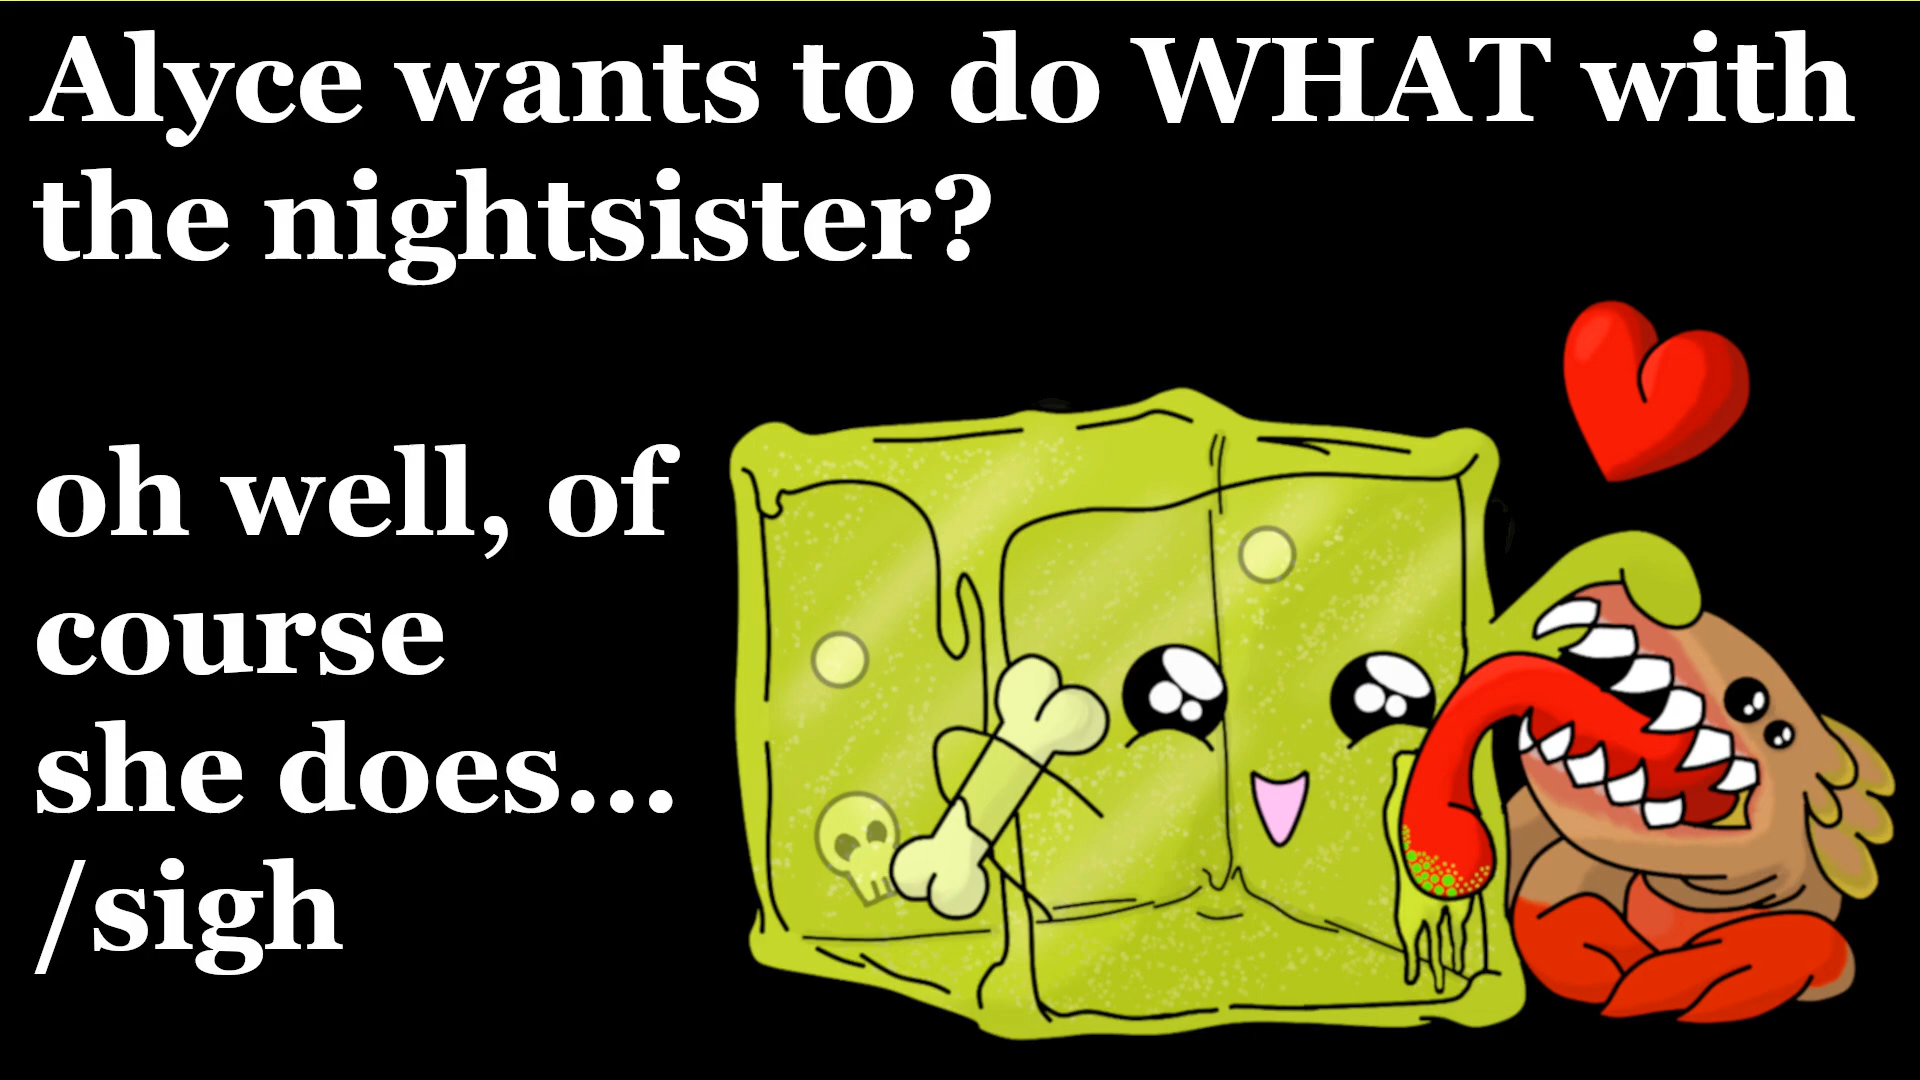 Alyce wants to do WHAT with
the nightsister?
oh well, of
course
she does...
/sigh